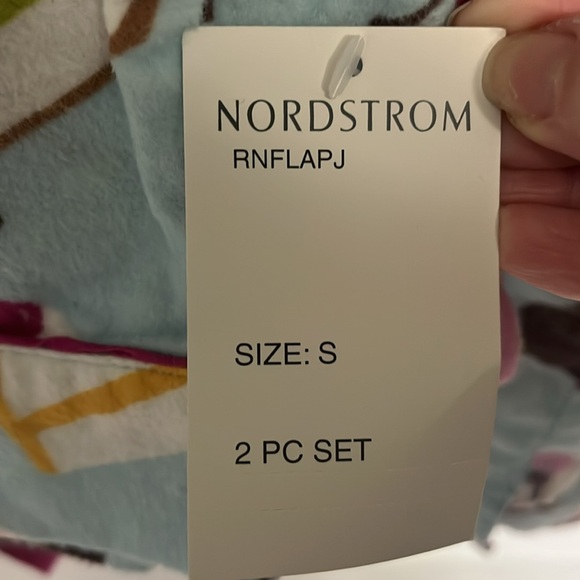 NORDSTROM
RNFLAPJ
SIZE: S
2 PC SET